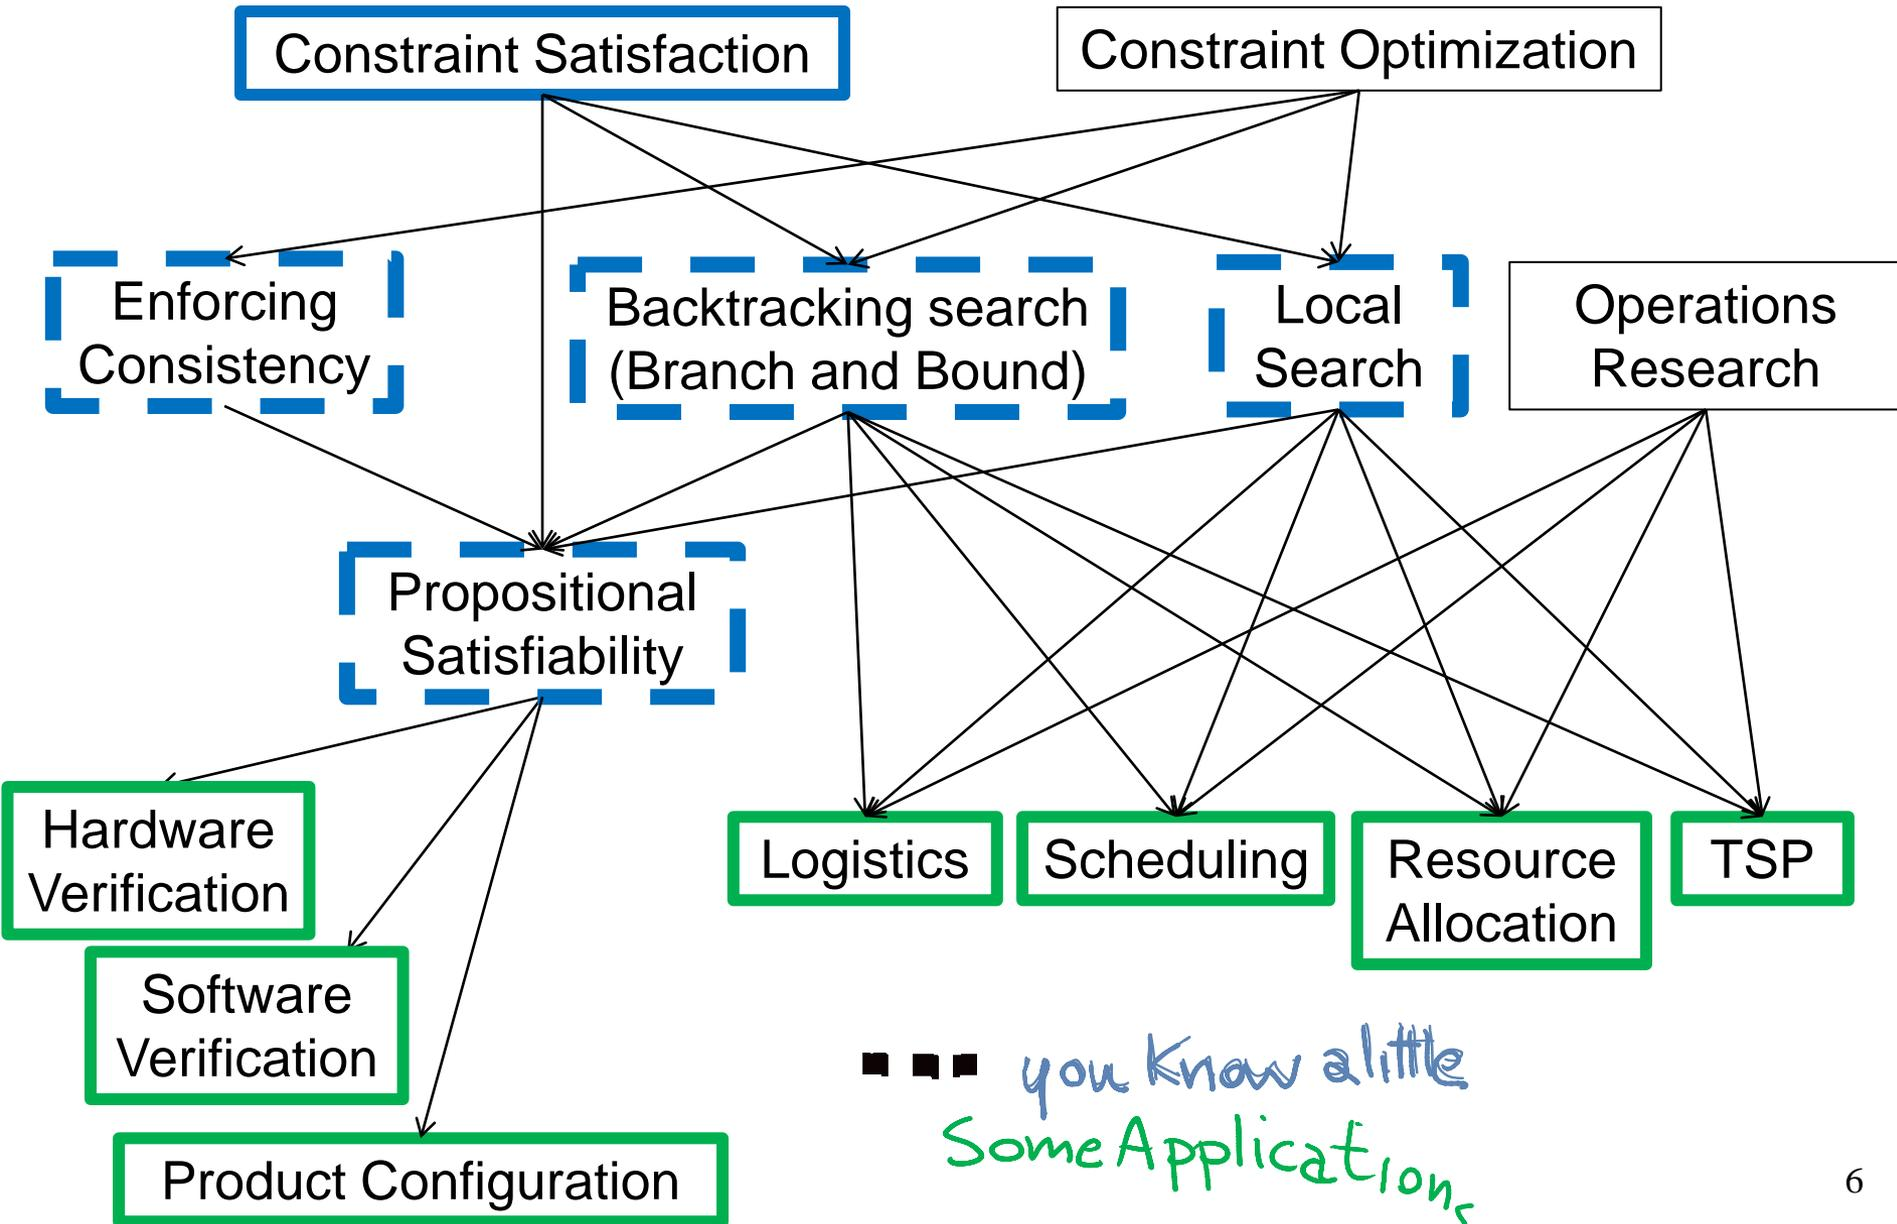 Constraint Satisfaction
Constraint Optimization
Enforcing
Consistency
Backtracking search
(Branch and Bound)
Local
Search
Operations
Research
Propositional
Satisfiability
Hardware
Verification
Logistics
Scheduling
Resource
Allocation
TSP
Software
Verification
Product Configuration
you know a little
Some Applications
6